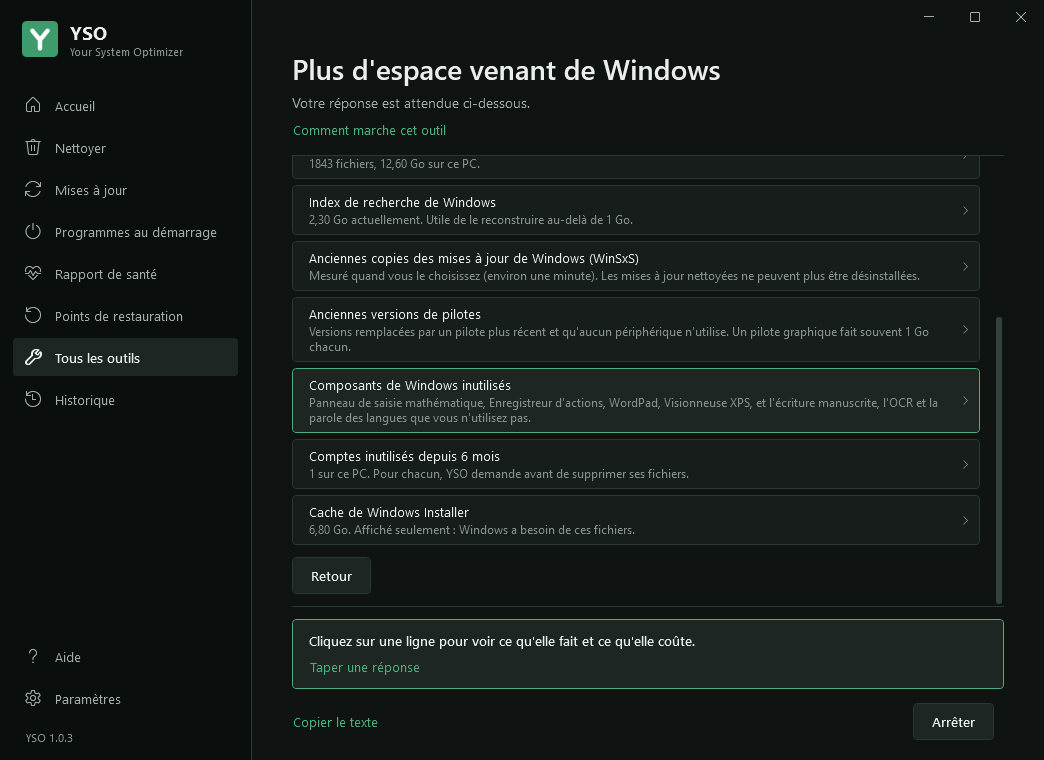 YSO
Your System Optimizer
Accueil
Nettoyer
Mises à jour
Programmes au démarrage
Rapport de santé
Points de restauration
Tous les outils
Historique
Aide
Paramètres
YSO 1.0.3
Plus d'espace venant de Windows
Votre réponse est attendue ci-dessous.
Comment marche cet outil
1843 fichiers, 12,60 Go sur ce PC.
Index de recherche de Windows
2,30 Go actuellement. Utile de le reconstruire au-delà de 1 Go.
Anciennes copies des mises à jour de Windows (WinSxS)
Mesuré quand vous le choisissez (environ une minute). Les mises à jour nettoyées ne peuvent plus être désinstallées.
Anciennes versions de pilotes
Versions remplacées par un pilote plus récent et qu'aucun périphérique n'utilise. Un pilote graphique fait souvent 1 Go
chacun.
Composants de Windows inutilisés
Panneau de saisie mathématique, Enregistreur d'actions, WordPad, Visionneuse XPS, et l'écriture manuscrite, l'OCR et la
parole des langues que vous n'utilisez pas.
Comptes inutilisés depuis 6 mois
1 sur ce PC. Pour chacun, YSO demande avant de supprimer ses fichiers.
Cache de Windows Installer
6,80 Go. Affiché seulement : Windows a besoin de ces fichiers.
Retour
Cliquez sur une ligne pour voir ce qu'elle fait et ce qu'elle coûte.
Taper une réponse
Copier le texte
Arrêter